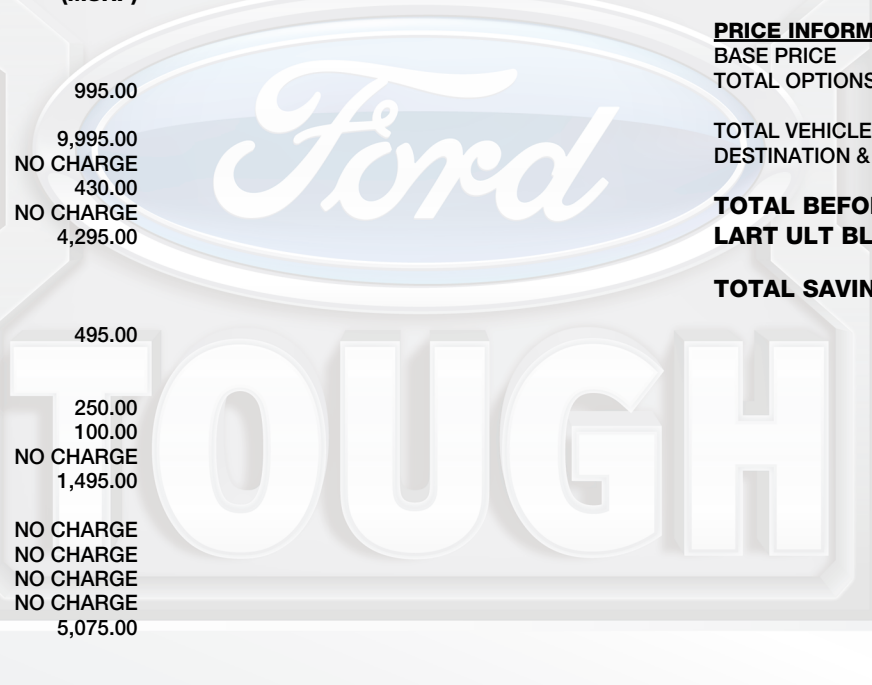 (MSRP)
995.00
9,995.00
NO CHARGE
430.00
NO CHARGE
4,295.00
495.00
250.00
100.00
NO CHARGE
1,495.00
NO CHARGE
NO CHARGE
NO CHARGE
NO CHARGE
5,075.00
PRICE INFORM
BASE PRICE
TOTAL OPTIONS
TOTAL VEHICLE
DESTINATION &
TOTAL BEFO
LART ULT BL
TOTAL SAVIN
Ford
TOUGH